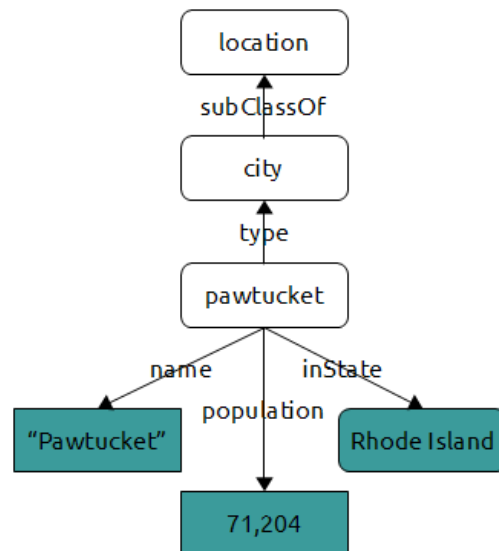 location
subClassOf
city
type
pawtucket
name
inState
population
“Pawtucket”
Rhode Island
71,204